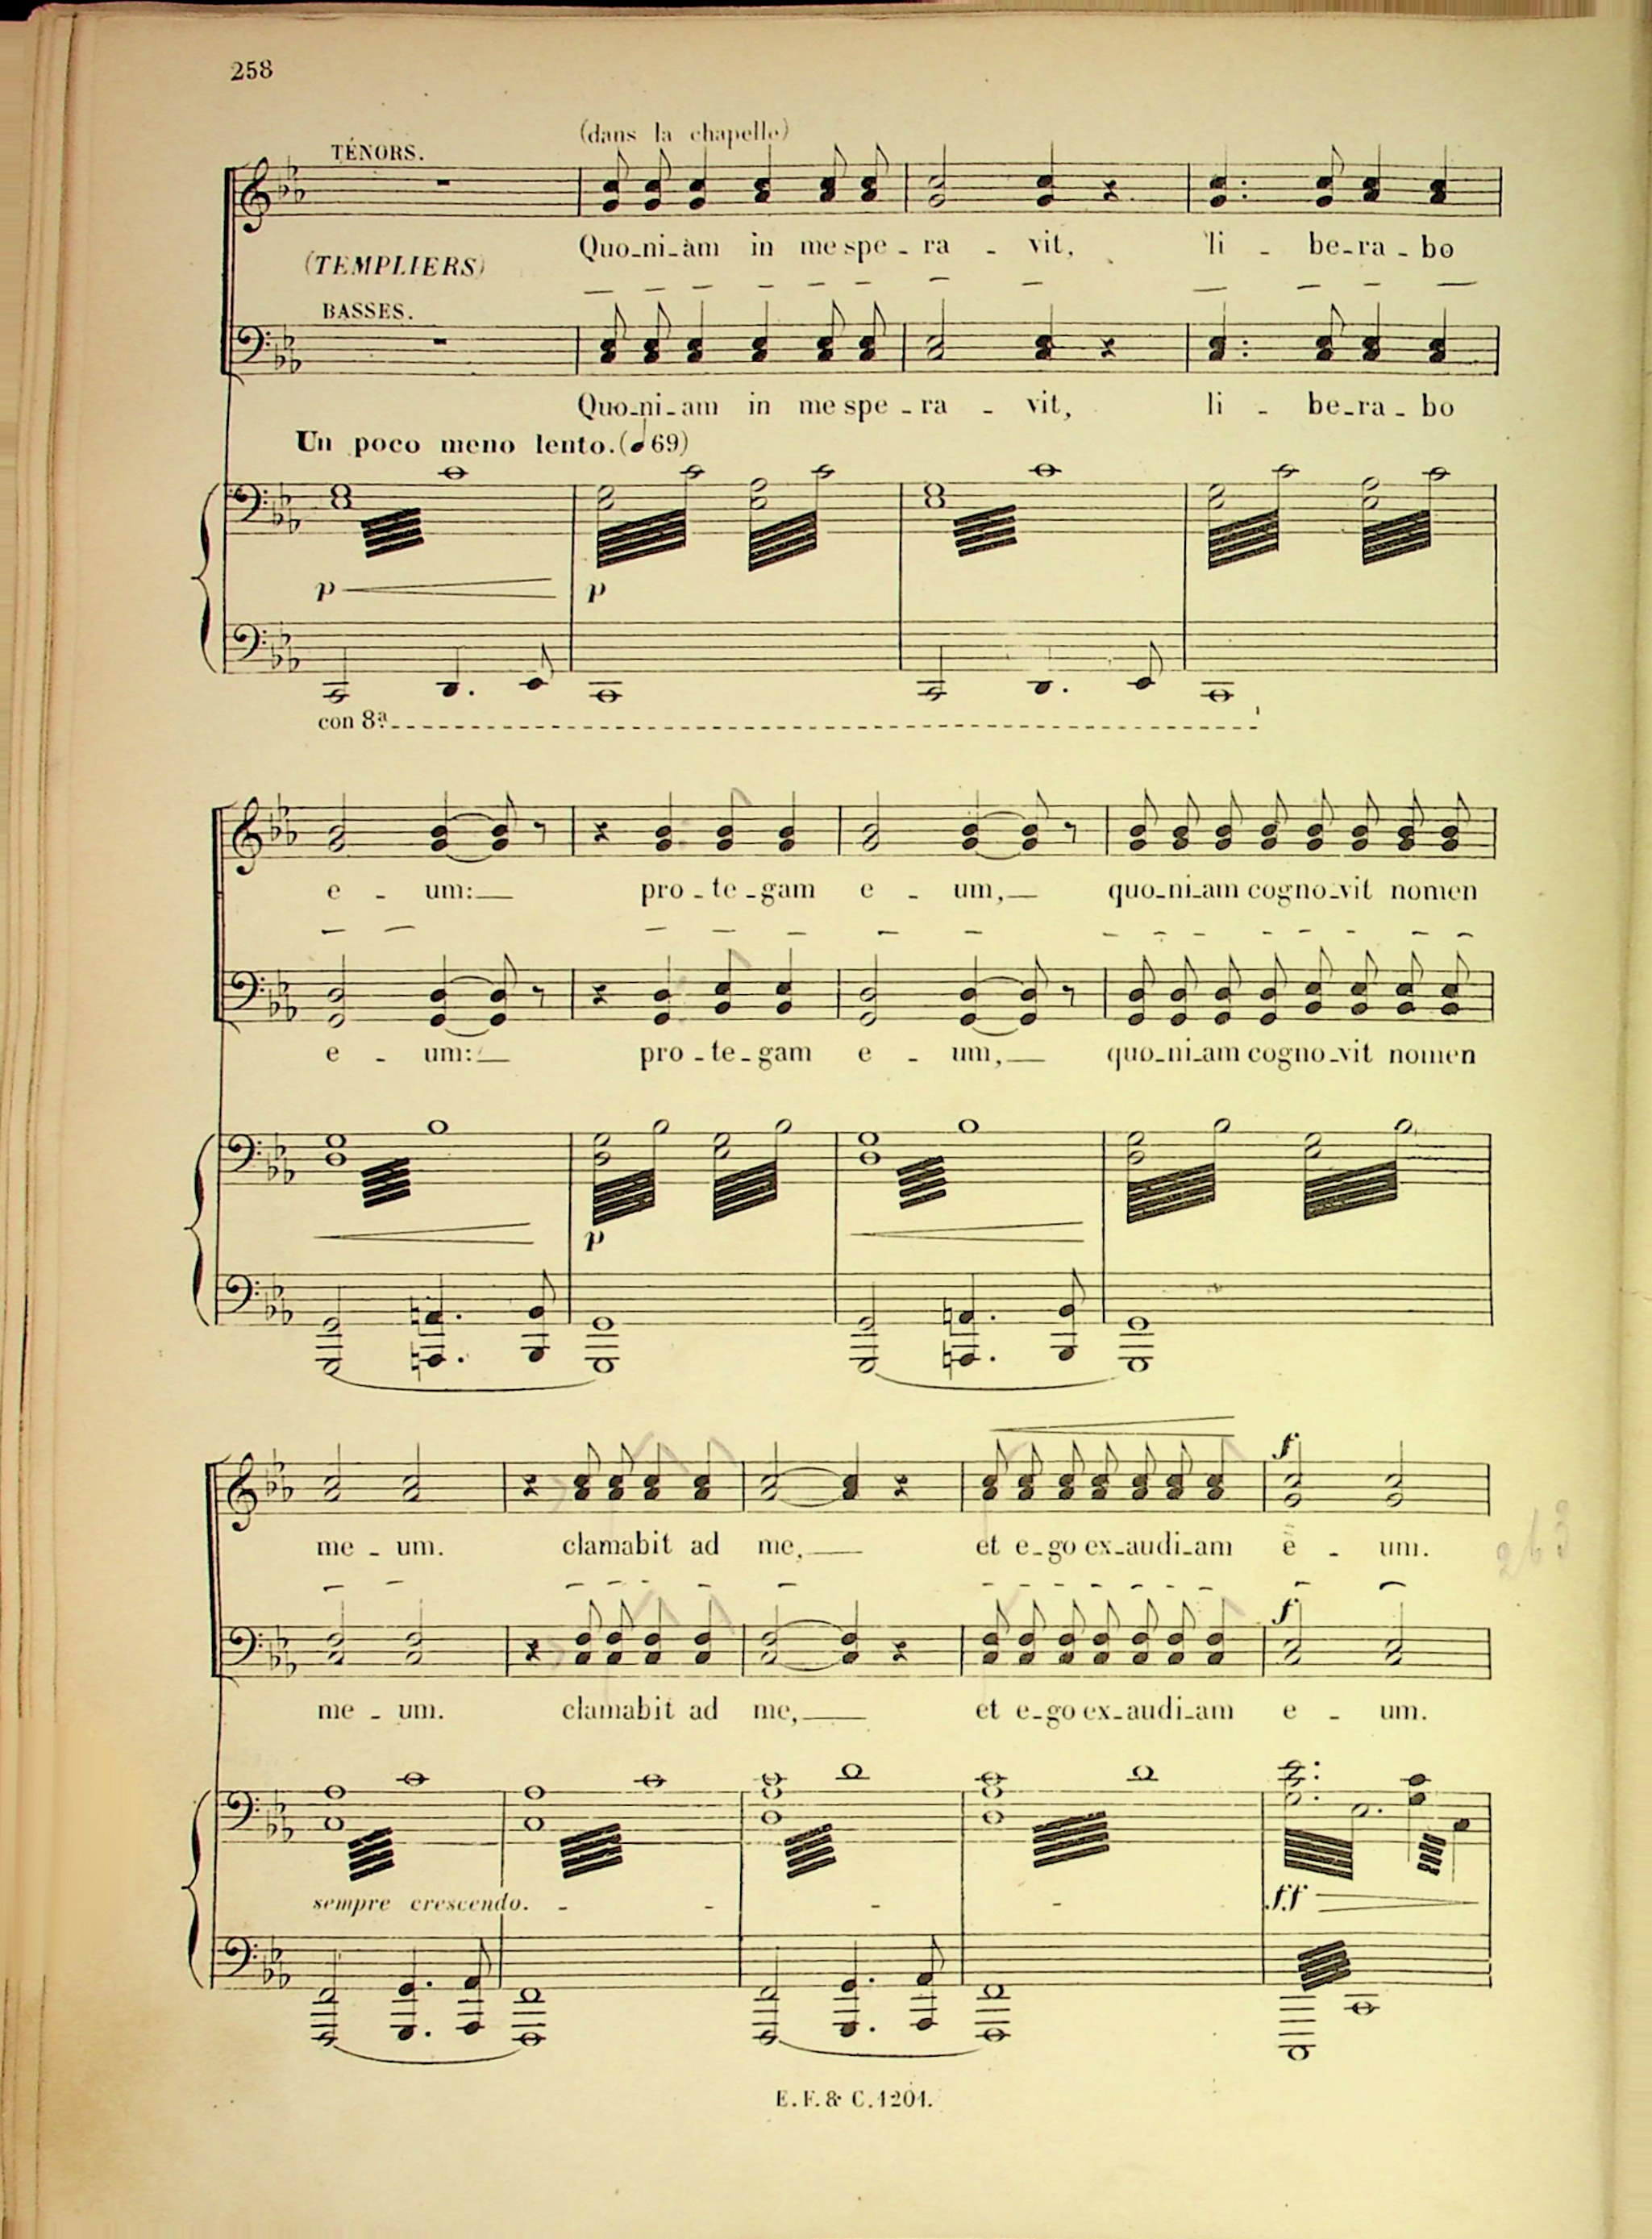 258
(dans la chapelle)
TÉNORS.
Quo-ni-am in me spe - ra - vit, li - be-ra - bo
(TEMPLIERS)
BASSES.
Quo-ni-am in me spe - ra - vit, li - be-ra - bo
Un poco meno lento. (♩69)
p p
con 8ª
e - um: pro - te - gam e - um, quo-ni-am cogno-vit nomen
e - um: pro - te - gam e - um, quo-ni-am cogno-vit nomen
p
f
me - um. clamabit ad me, et e-go ex-audi-am e - um.
263
f
me - um. clamabit ad me, et e-go ex-audi-am e - um.
sempre crescendo. - - - - ff
E. F. & C. 1201.